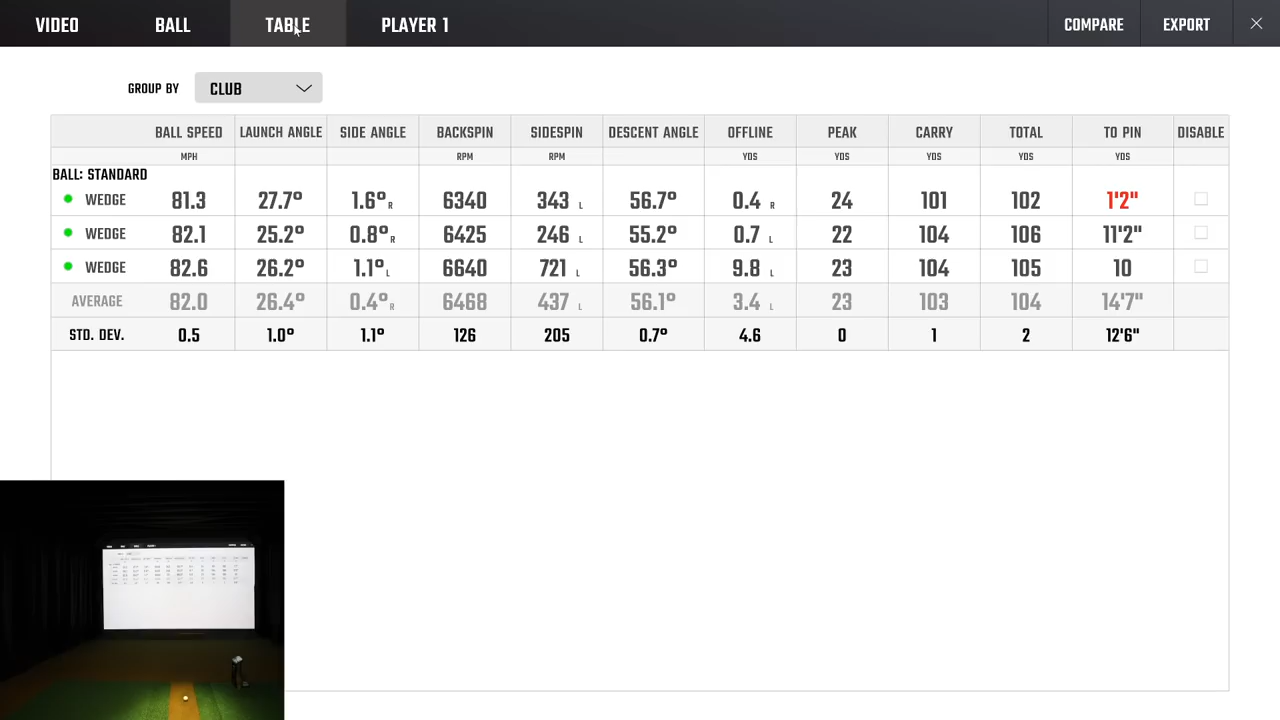 VIDEO BALL TABLE PLAYER 1 COMPARE EXPORT
GROUP BY CLUB
BALL SPEED LAUNCH ANGLE SIDE ANGLE BACKSPIN SIDESPIN DESCENT ANGLE OFFLINE PEAK CARRY TOTAL TO PIN DISABLE
MPH RPM RPM YDS YDS YDS YDS YDS
BALL: STANDARD
WEDGE 81.3 27.7° 1.6° R 6340 343 L 56.7° 0.4 R 24 101 102 1'2"
WEDGE 82.1 25.2° 0.8° R 6425 246 L 55.2° 0.7 L 22 104 106 11'2"
WEDGE 82.6 26.2° 1.1° L 6640 721 L 56.3° 9.8 L 23 104 105 10
AVERAGE 82.0 26.4° 0.4° R 6468 437 L 56.1° 3.4 L 23 103 104 14'7"
STD. DEV. 0.5 1.0° 1.1° 126 205 0.7° 4.6 0 1 2 12'6"